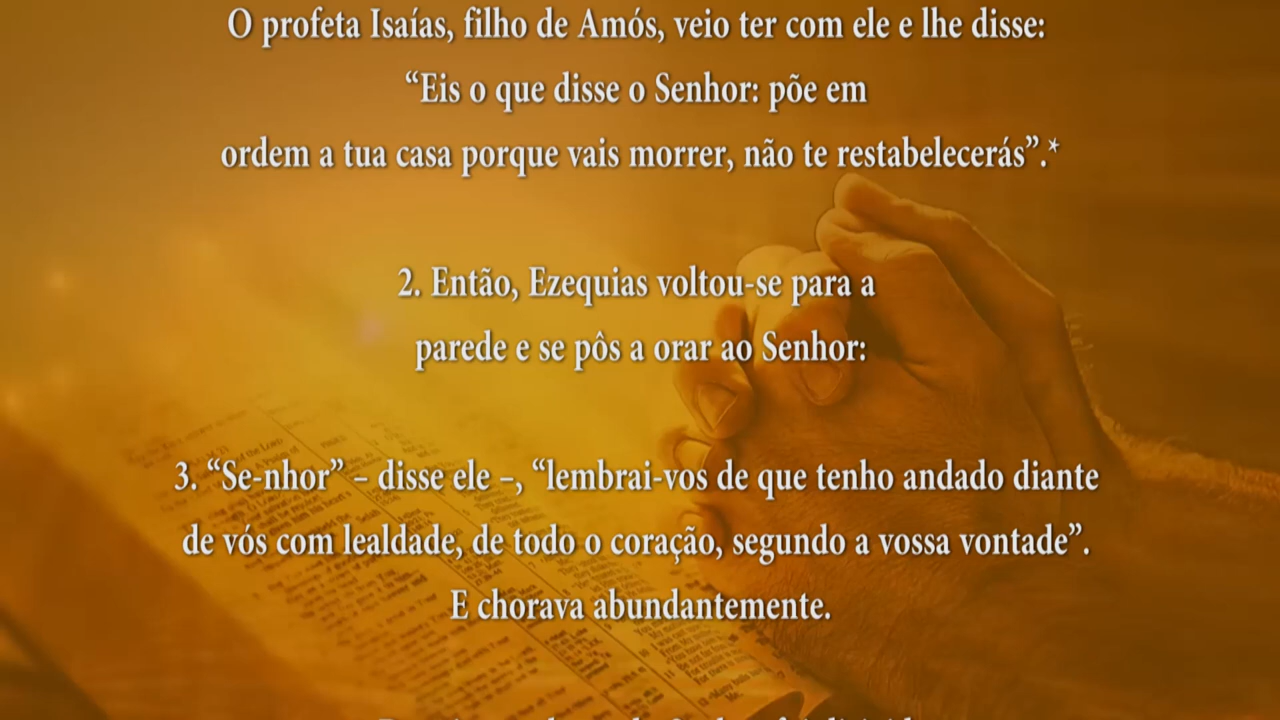 O profeta Isaías, filho de Amós, veio ter com ele e lhe disse:
“Eis o que disse o Senhor: põe em
ordem a tua casa porque vais morrer, não te restabelecerás”.*
2. Então, Ezequias voltou-se para a
parede e se pôs a orar ao Senhor:
3. “Se-nhor” – disse ele –, “lembrai-vos de que tenho andado diante
de vós com lealdade, de todo o coração, segundo a vossa vontade”.
E chorava abundantemente.